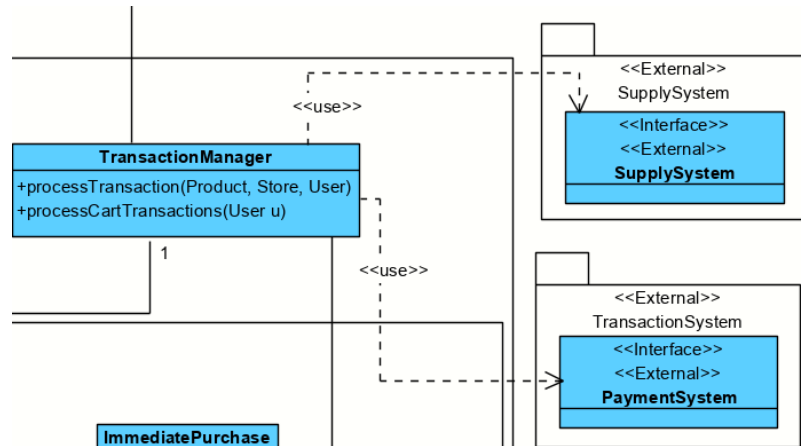 <<External>>
SupplySystem
<<use>>
<<Interface>>
<<External>>
SupplySystem
TransactionManager
+processTransaction(Product, Store, User)
+processCartTransactions(User u)
1
<<use>>
<<External>>
TransactionSystem
<<Interface>>
<<External>>
PaymentSystem
ImmediatePurchase